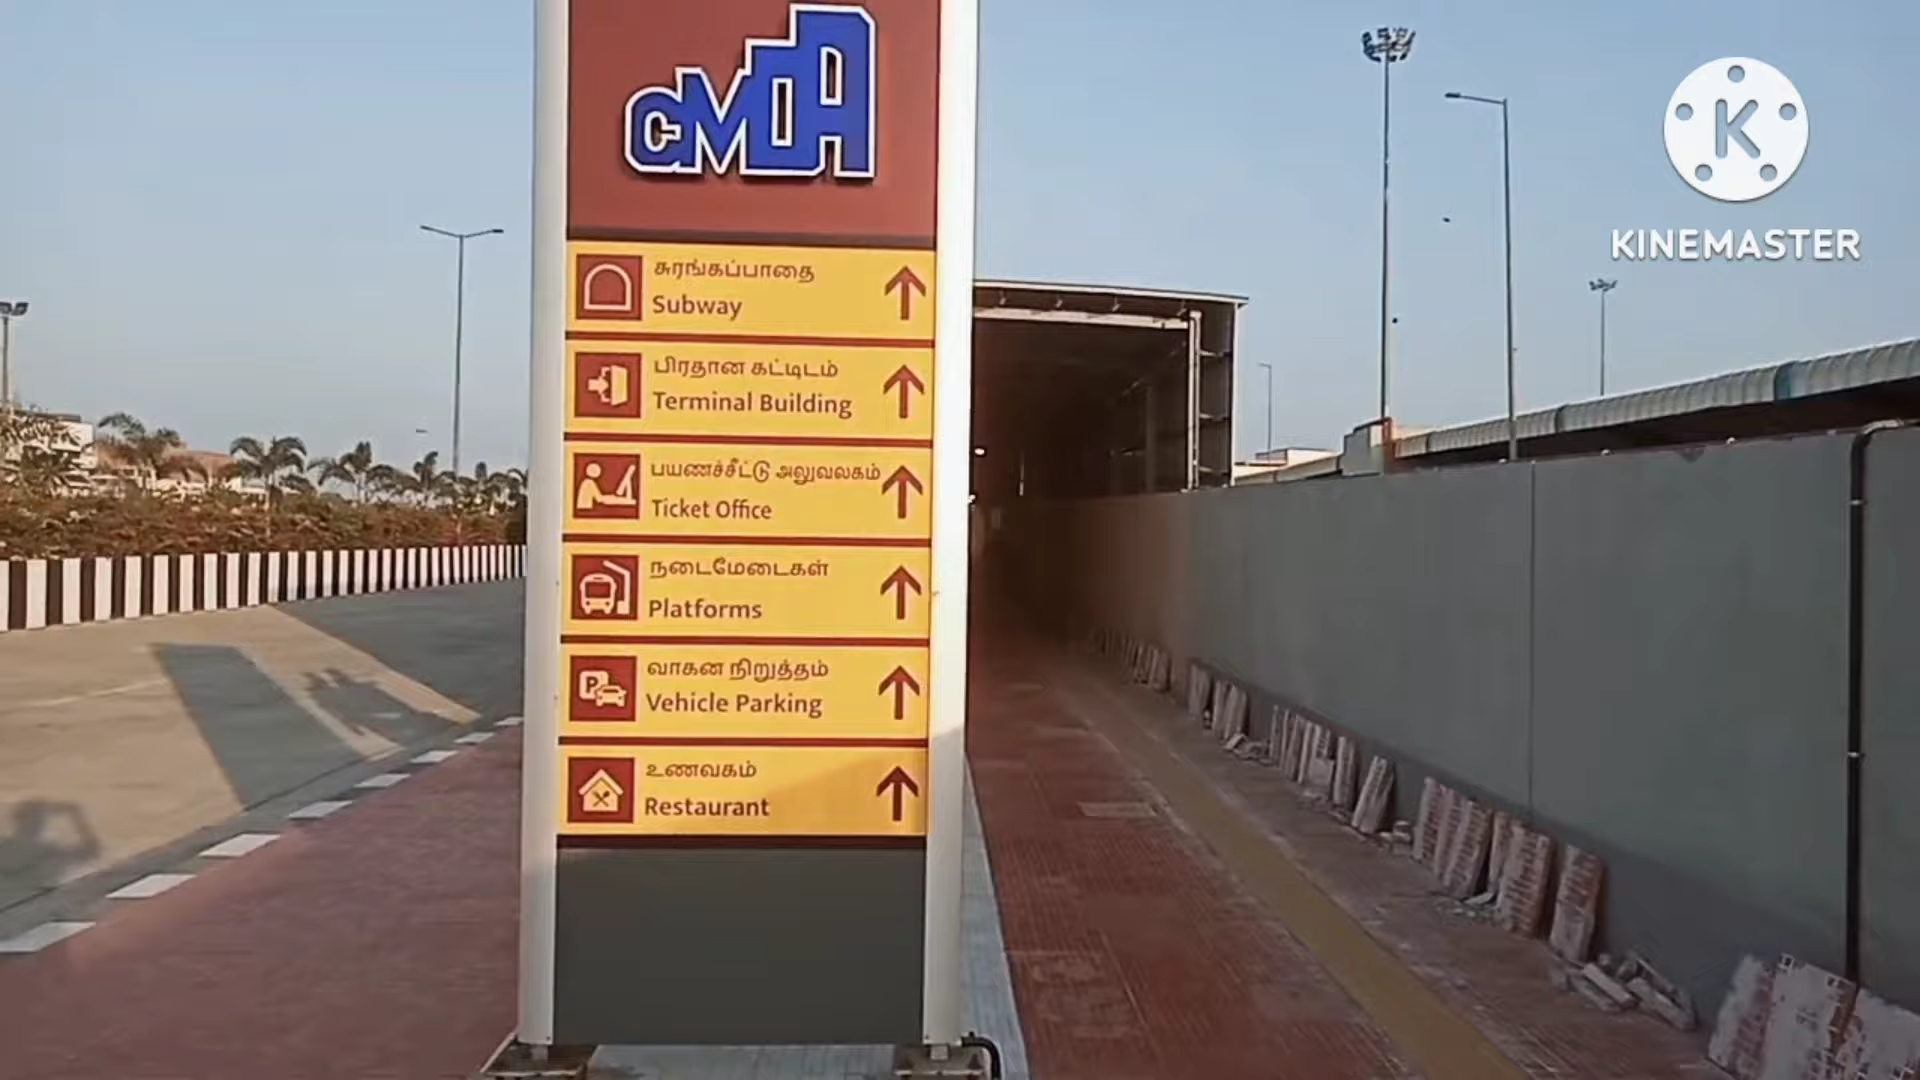 CMDA
K
KINEMASTER
சுரங்கப்பாதை
Subway
பிரதான கட்டிடம்
Terminal Building
பயணச்சீட்டு அலுவலகம்
Ticket Office
நடைமேடைகள்
Platforms
வாகன நிறுத்தம்
P
Vehicle Parking
உணவகம்
Restaurant